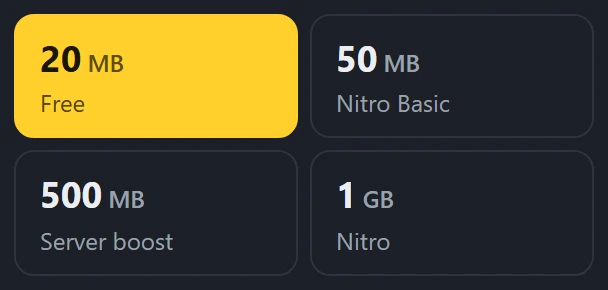 20 MB
Free
50 MB
Nitro Basic
500 MB
Server boost
1 GB
Nitro